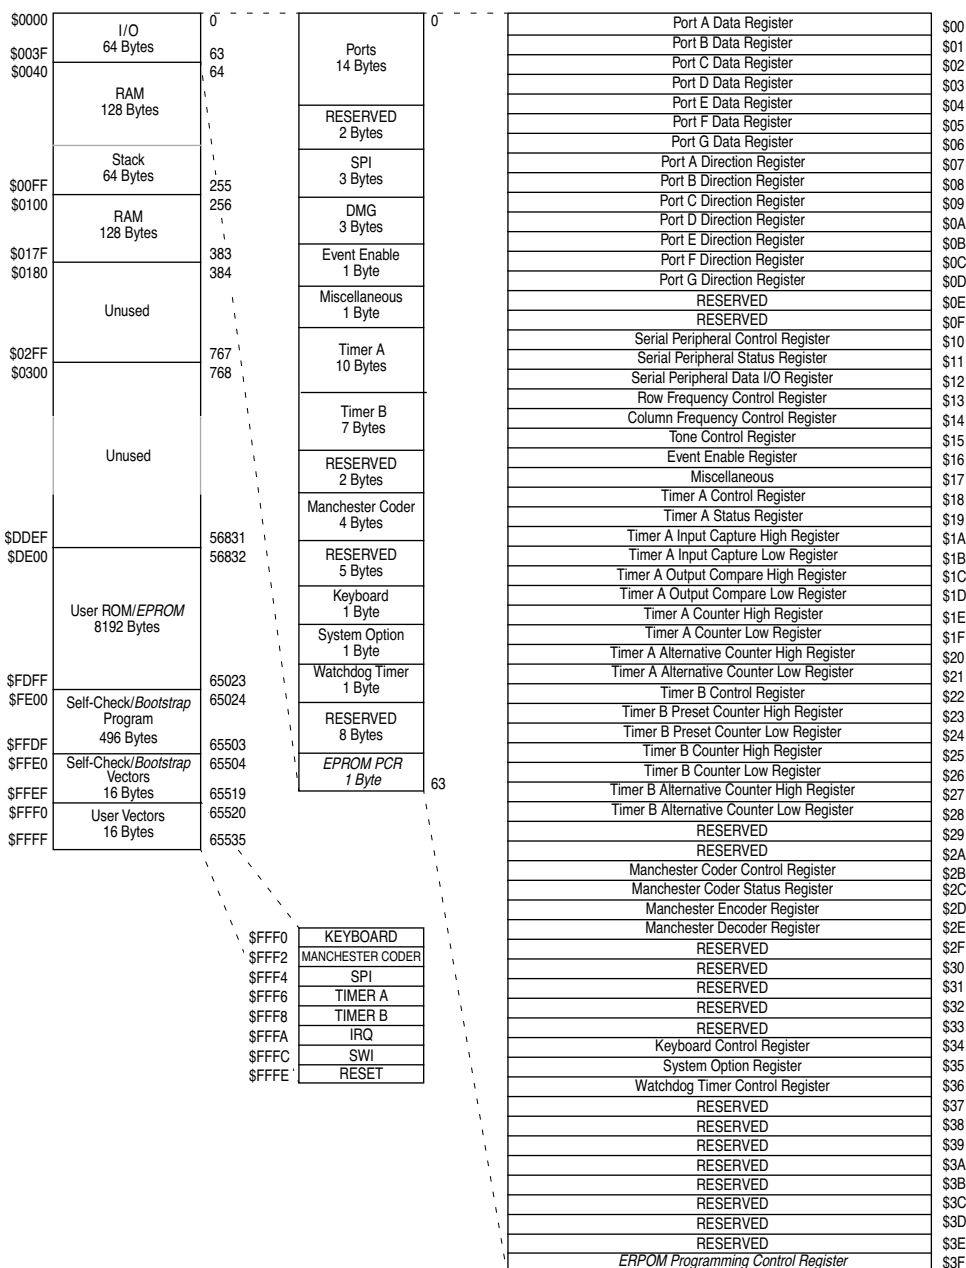 $0000
I/O
64 Bytes
0
$003F
63
$0040
64
RAM
128 Bytes
Stack
64 Bytes
$00FF
255
$0100
256
RAM
128 Bytes
$017F
383
$0180
384
Unused
$02FF
767
$0300
768
Unused
$DDEF
56831
$DE00
56832
User ROM/EPROM
8192 Bytes
$FDFF
65023
$FE00
65024
Self-Check/Bootstrap
Program
496 Bytes
$FFDF
65503
$FFE0
65504
Self-Check/Bootstrap
Vectors
16 Bytes
$FFEF
65519
$FFF0
65520
User Vectors
16 Bytes
$FFFF
65535
0
Ports
14 Bytes
RESERVED
2 Bytes
SPI
3 Bytes
DMG
3 Bytes
Event Enable
1 Byte
Miscellaneous
1 Byte
Timer A
10 Bytes
Timer B
7 Bytes
RESERVED
2 Bytes
Manchester Coder
4 Bytes
RESERVED
5 Bytes
Keyboard
1 Byte
System Option
1 Byte
Watchdog Timer
1 Byte
RESERVED
8 Bytes
EPROM PCR
1 Byte
63
$FFF0 KEYBOARD
$FFF2 MANCHESTER CODER
$FFF4 SPI
$FFF6 TIMER A
$FFF8 TIMER B
$FFFA IRQ
$FFFC SWI
$FFFE RESET
Port A Data Register $00
Port B Data Register $01
Port C Data Register $02
Port D Data Register $03
Port E Data Register $04
Port F Data Register $05
Port G Data Register $06
Port A Direction Register $07
Port B Direction Register $08
Port C Direction Register $09
Port D Direction Register $0A
Port E Direction Register $0B
Port F Direction Register $0C
Port G Direction Register $0D
RESERVED $0E
RESERVED $0F
Serial Peripheral Control Register $10
Serial Peripheral Status Register $11
Serial Peripheral Data I/O Register $12
Row Frequency Control Register $13
Column Frequency Control Register $14
Tone Control Register $15
Event Enable Register $16
Miscellaneous $17
Timer A Control Register $18
Timer A Status Register $19
Timer A Input Capture High Register $1A
Timer A Input Capture Low Register $1B
Timer A Output Compare High Register $1C
Timer A Output Compare Low Register $1D
Timer A Counter High Register $1E
Timer A Counter Low Register $1F
Timer A Alternative Counter High Register $20
Timer A Alternative Counter Low Register $21
Timer B Control Register $22
Timer B Preset Counter High Register $23
Timer B Preset Counter Low Register $24
Timer B Counter High Register $25
Timer B Counter Low Register $26
Timer B Alternative Counter High Register $27
Timer B Alternative Counter Low Register $28
RESERVED $29
RESERVED $2A
Manchester Coder Control Register $2B
Manchester Coder Status Register $2C
Manchester Encoder Register $2D
Manchester Decoder Register $2E
RESERVED $2F
RESERVED $30
RESERVED $31
RESERVED $32
RESERVED $33
Keyboard Control Register $34
System Option Register $35
Watchdog Timer Control Register $36
RESERVED $37
RESERVED $38
RESERVED $39
RESERVED $3A
RESERVED $3B
RESERVED $3C
RESERVED $3D
RESERVED $3E
ERPOM Programming Control Register $3F